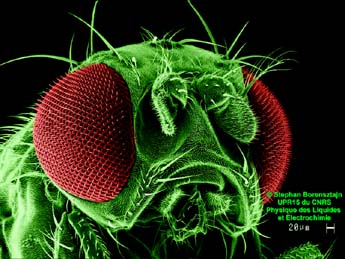 © Stephan Borensztajn
UPR15 du CNRS
Physique des Liquides
et Electrochimie
20µm